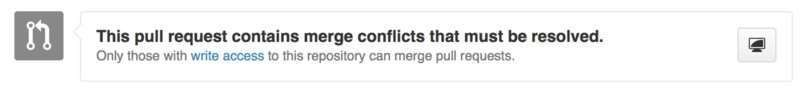 This pull request contains merge conflicts that must be resolved.
Only those with write access to this repository can merge pull requests.